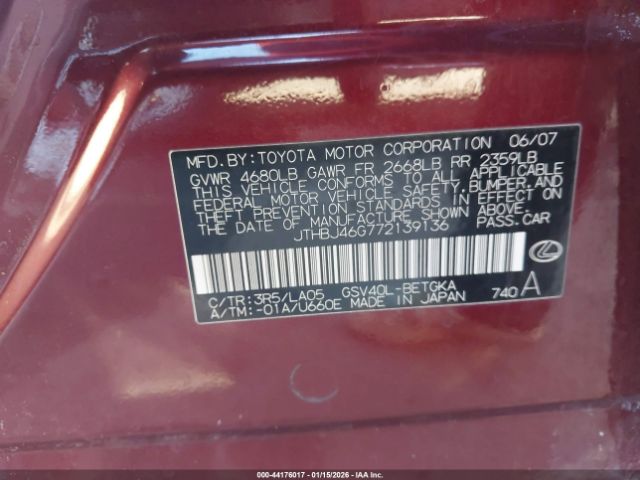 MFD. BY: TOYOTA MOTOR CORPORATION 06/07
GVWR 4680LB GAWR FR 2668LB RR 2359LB
THIS VEHICLE CONFORMS TO ALL APPLICABLE
FEDERAL MOTOR VEHICLE SAFETY, BUMPER, AND
THEFT PREVENTION STANDARDS IN EFFECT ON
THE DATE OF MANUFACTURE SHOWN ABOVE.
JTHBJ46G772139136 PASS.CAR
C/TR: 3R5/LA05 GSV40L-BETGKA
A/TM: -01A/U660E MADE IN JAPAN 740 A
000-44176017 - 01/15/2026 - IAAI.COM